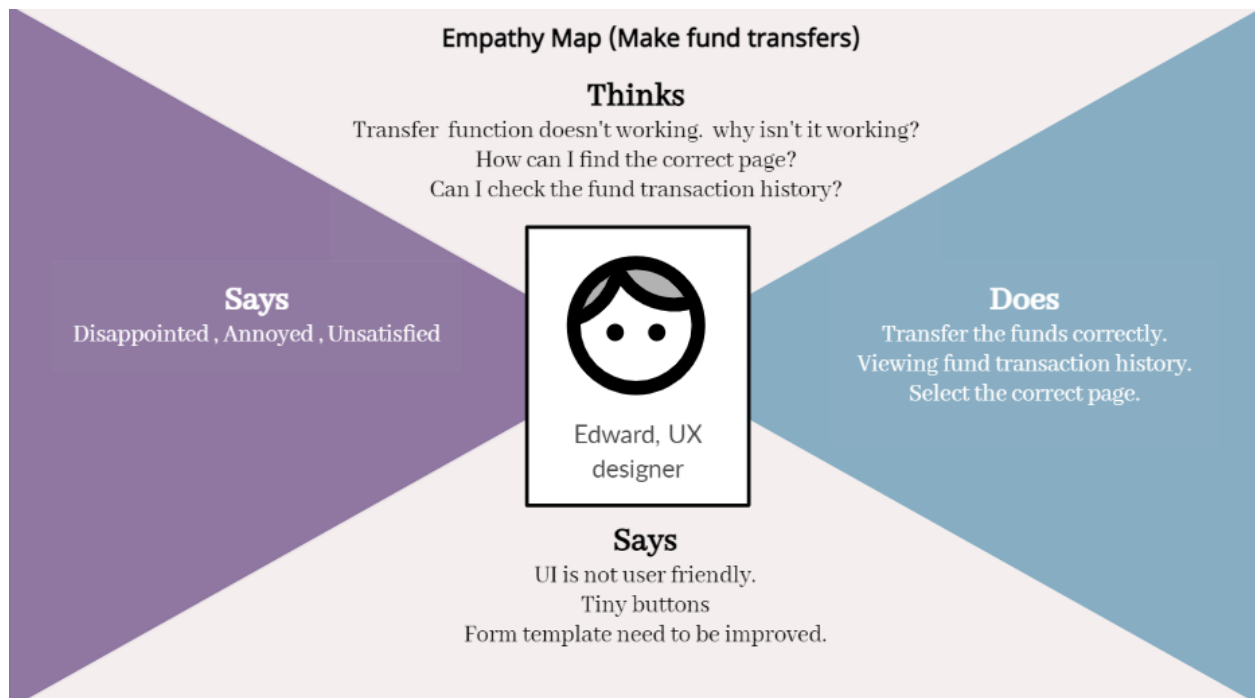 Empathy Map (Make fund transfers)
Thinks
Transfer function doesn't working. why isn't it working?
How can I find the correct page?
Can I check the fund transaction history?
Says
Disappointed , Annoyed , Unsatisfied
Edward, UX
designer
Does
Transfer the funds correctly.
Viewing fund transaction history.
Select the correct page.
Says
UI is not user friendly.
Tiny buttons
Form template need to be improved.